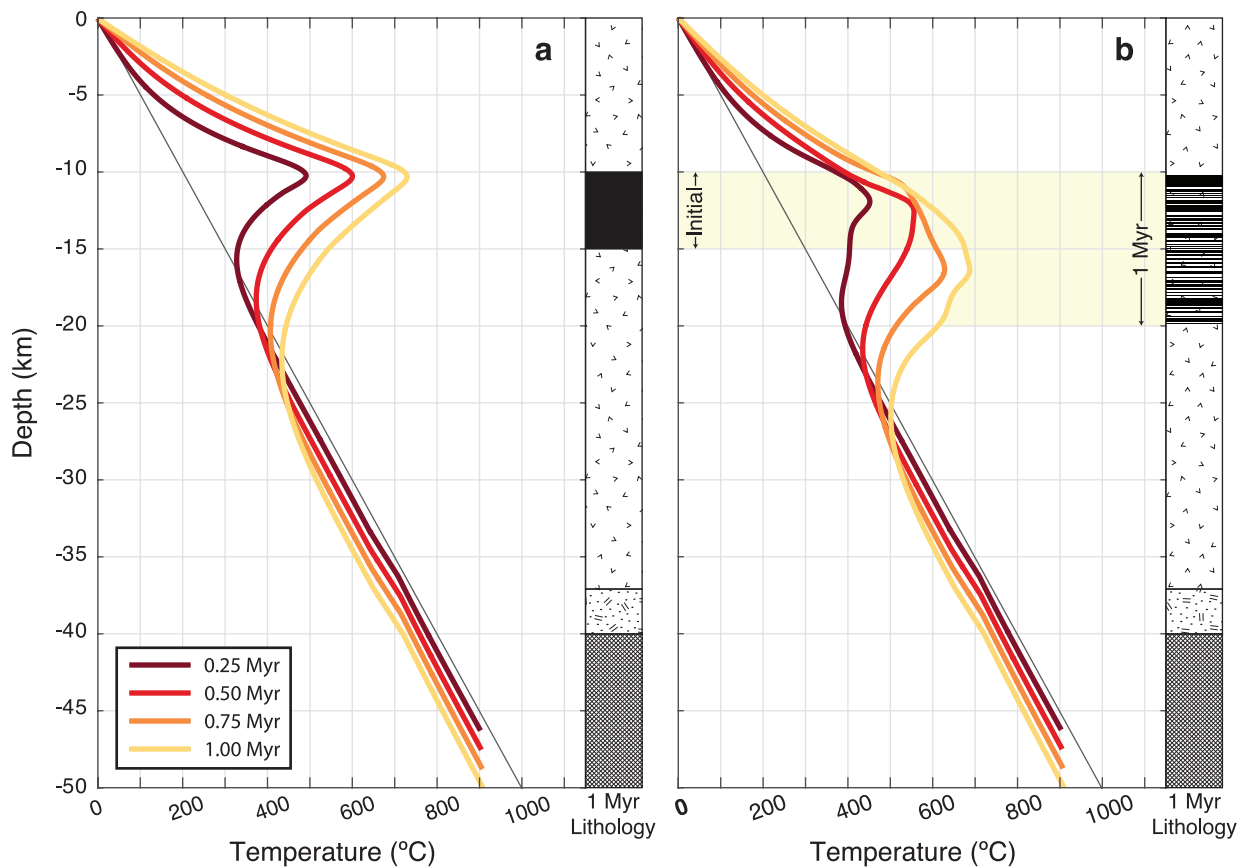 a
b
0
-5
-10
-15
-20
-25
-30
-35
-40
-45
-50
Depth (km)
Initial
1 Myr
0.25 Myr
0.50 Myr
0.75 Myr
1.00 Myr
0 200 400 600 800 1000
1 Myr
Lithology
Temperature (ºC)
0 200 400 600 800 1000
1 Myr
Lithology
Temperature (ºC)